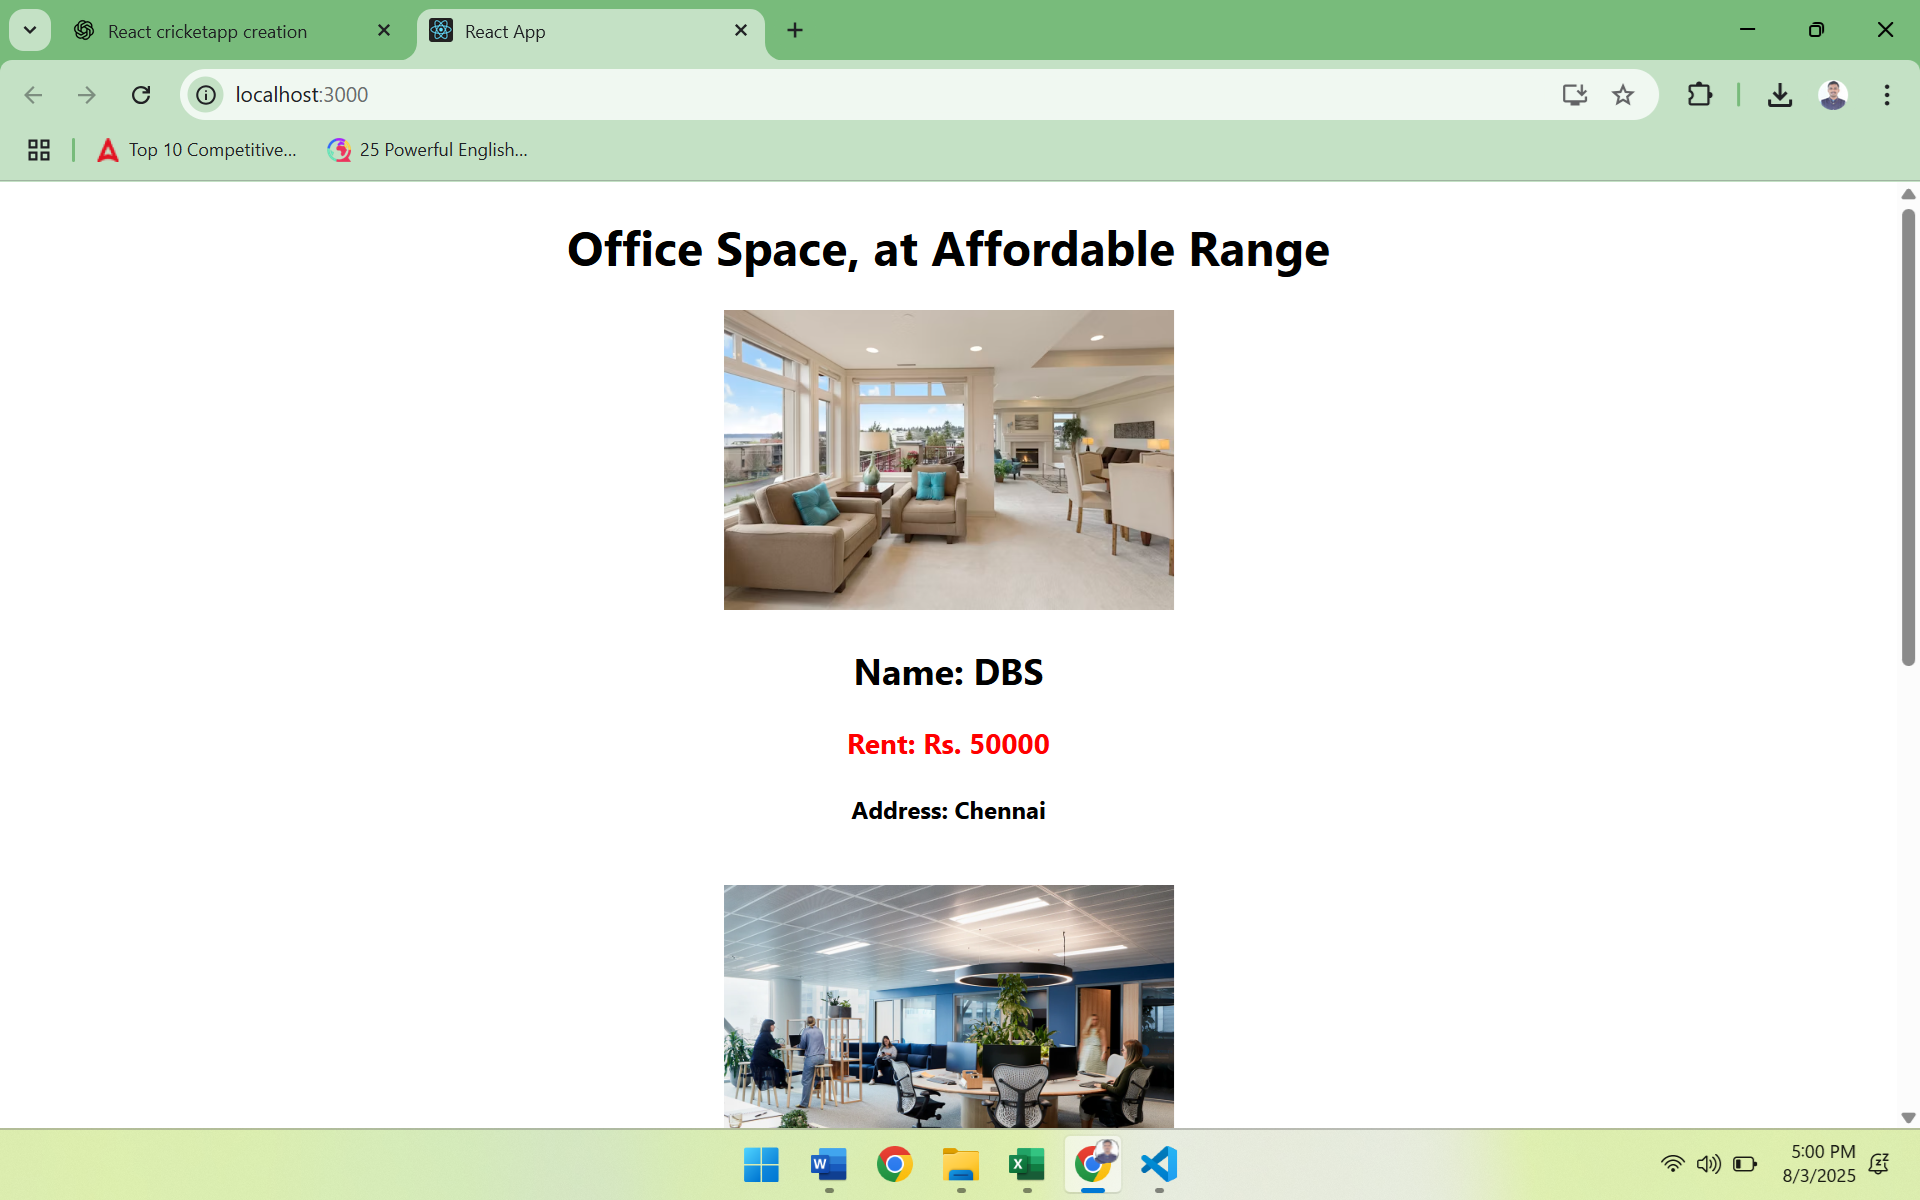 React cricketapp creation
React App
localhost:3000
Top 10 Competitive...
25 Powerful English...
Office Space, at Affordable Range
Name: DBS
Rent: Rs. 50000
Address: Chennai
5:00 PM
8/3/2025